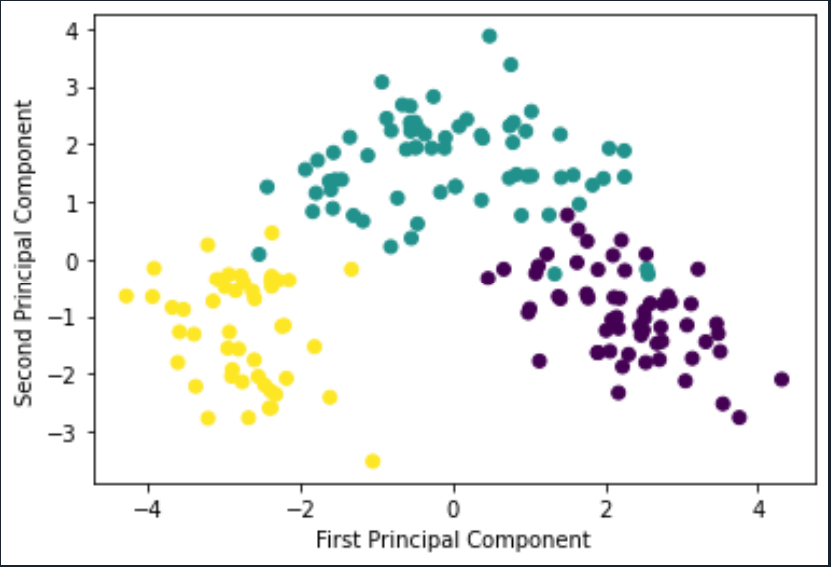 4
3
2
1
0
−1
−2
−3
Second Principal Component
−4 −2 0 2 4
First Principal Component